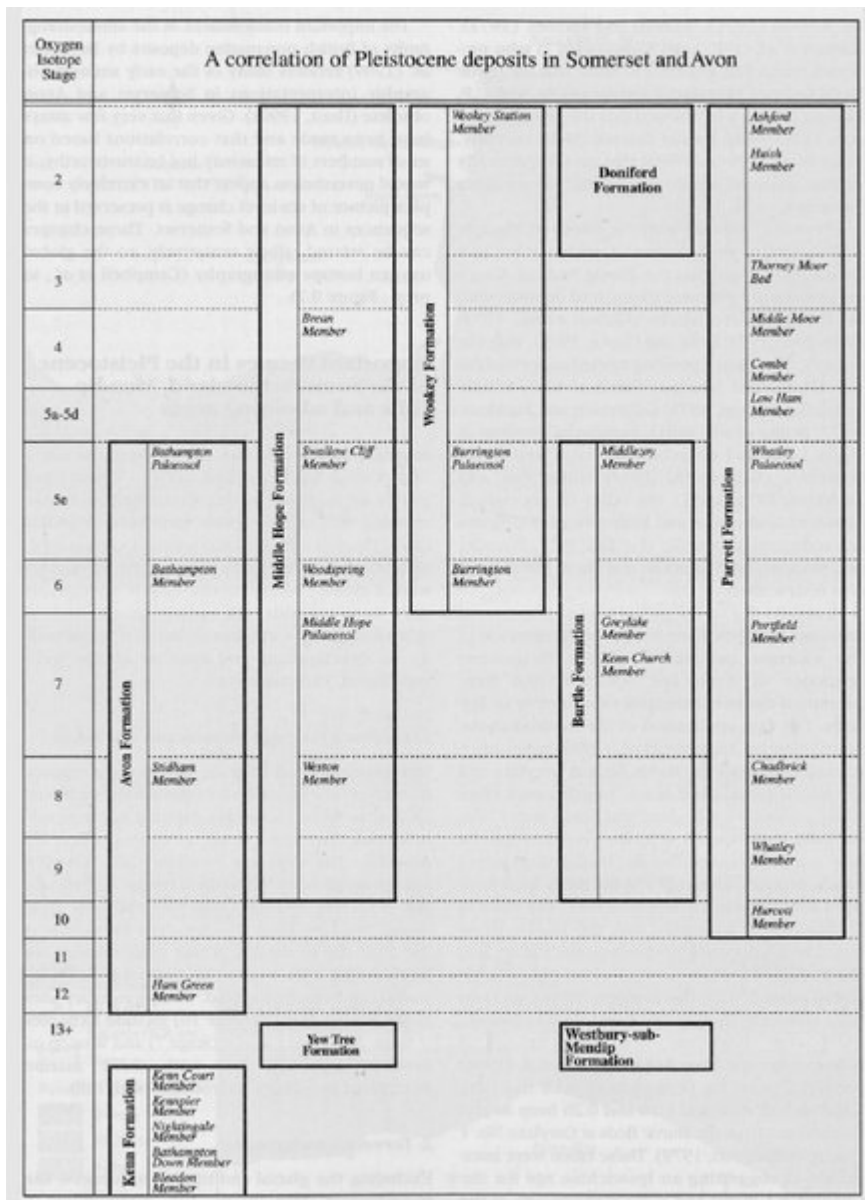 Oxygen
Isotope
Stage
A correlation of Pleistocene deposits in Somerset and Avon
2
3
4
5a-5d
5e
6
7
8
9
10
11
12
13+
Avon Formation
Bathampton
Palaeosol
Bathampton
Member
Stidham
Member
Ham Green
Member
Kenn Formation
Kenn Court
Member
Kennpier
Member
Nightingale
Member
Bathampton
Down Member
Bleadon
Member
Middle Hope Formation
Brean
Member
Swallow Cliff
Member
Woodspring
Member
Middle Hope
Palaeosol
Weston
Member
Yew Tree
Formation
Wookey Formation
Wookey Station
Member
Burrington
Palaeosol
Burrington
Member
Doniford
Formation
Burtle Formation
Middlezoy
Member
Greylake
Member
Kenn Church
Member
Westbury-sub-
Mendip
Formation
Parrett Formation
Ashford
Member
Huish
Member
Thorney Moor
Bed
Middle Moor
Member
Combe
Member
Low Ham
Member
Whatley
Palaeosol
Portfield
Member
Chadbrick
Member
Whatley
Member
Hurcott
Member